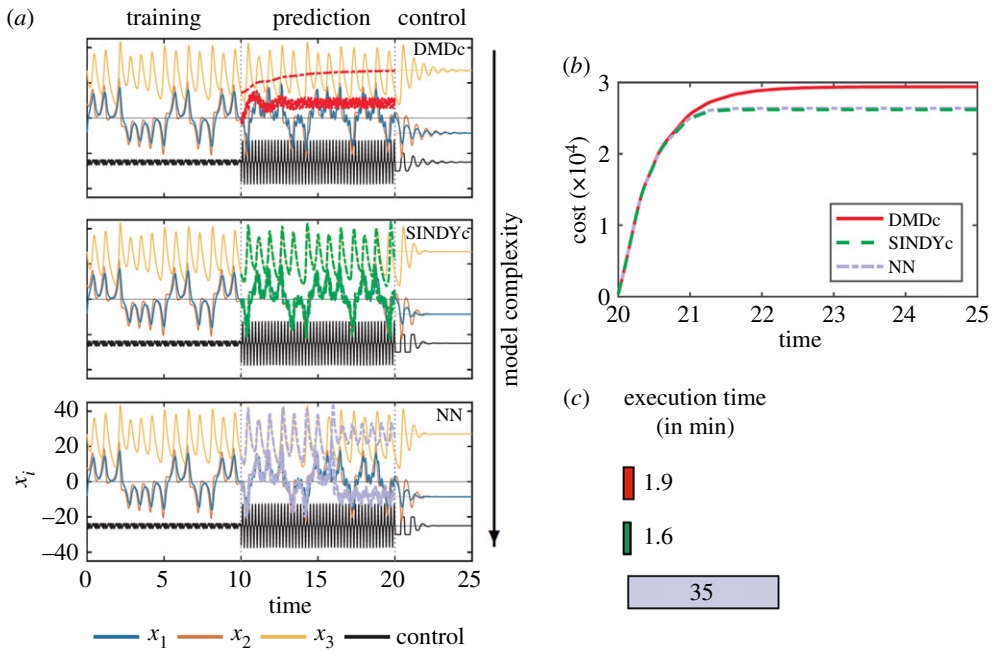 (a)
training prediction control
DMDc
SINDYc
NN
model complexity
40
20
0
−20
−40
x_i
0 5 10 15 20 25
time
x_1 x_2 x_3 control
(b)
3
2
1
0
cost (×10⁴)
DMDc
SINDYc
NN
20 21 22 23 24 25
time
(c)
execution time
(in min)
1.9
1.6
35